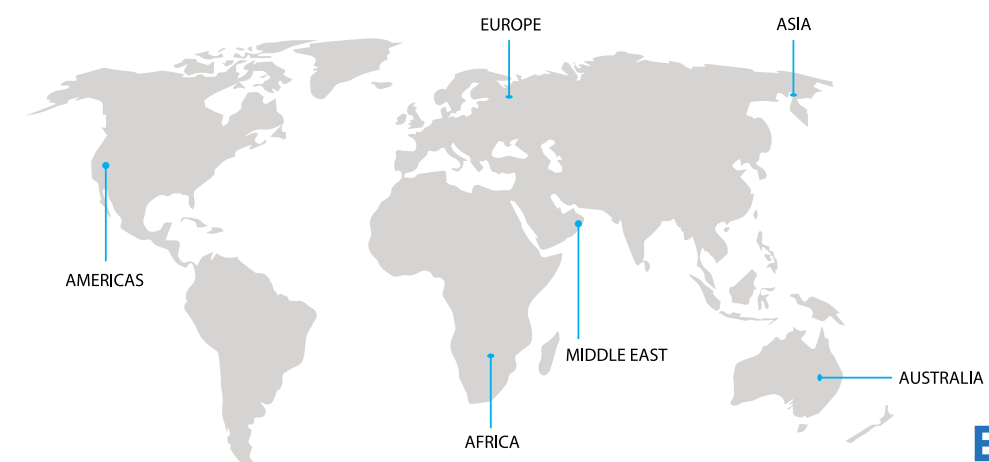 EUROPE
ASIA
AMERICAS
MIDDLE EAST
AUSTRALIA
AFRICA